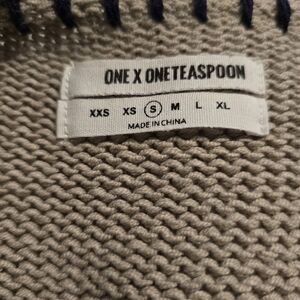 ONE X ONETEASPOON
XXS XS S M L XL
MADE IN CHINA